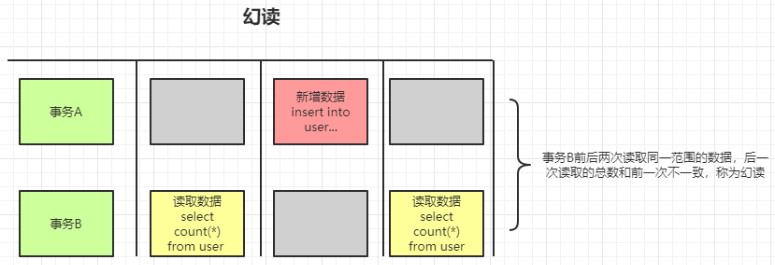 幻读
事务A
新增数据
insert into
user...
事务B前后两次读取同一范围的数据，后一
次读取的总数和前一次不一致，称为幻读
事务B
读取数据
select
count(*)
from user
读取数据
select
count(*)
from user